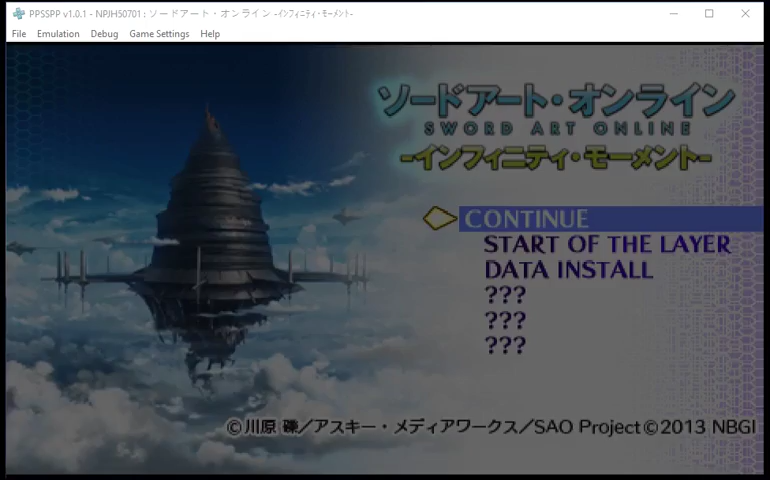 PPSSPP v1.0.1 - NPJH50701 : ソードアート・オンライン -インフィニティ・モーメント-
File Emulation Debug Game Settings Help
ソードアート・オンライン
SWORD ART ONLINE
-インフィニティ・モーメント-
CONTINUE
START OF THE LAYER
DATA INSTALL
???
???
???
©川原 礫／アスキー・メディアワークス／SAO Project©2013 NBGI